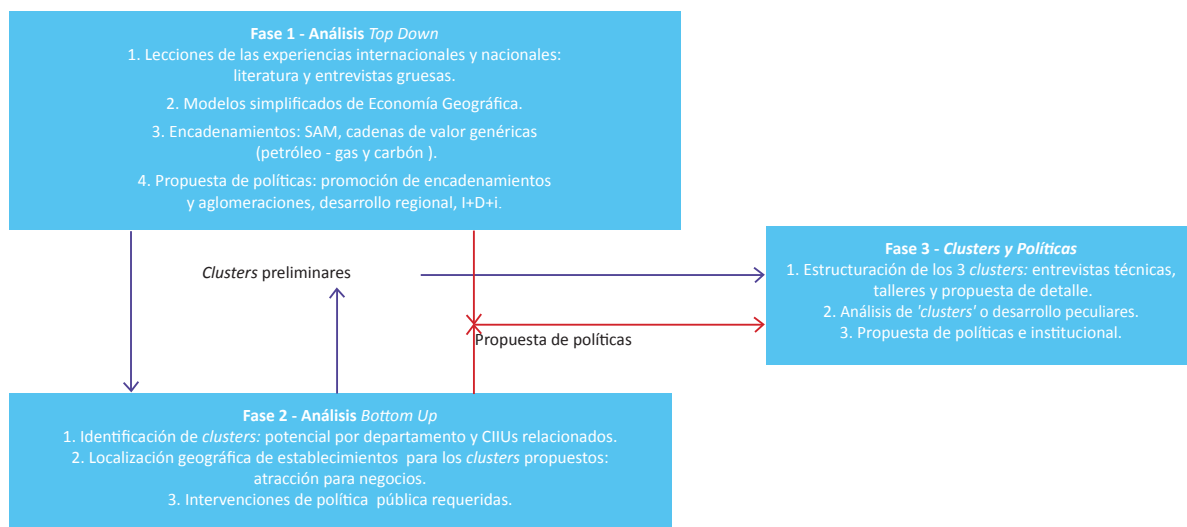 Fase 1 - Análisis Top Down
1. Lecciones de las experiencias internacionales y nacionales:
literatura y entrevistas gruesas.
2. Modelos simplificados de Economía Geográfica.
3. Encadenamientos: SAM, cadenas de valor genéricas
(petróleo - gas y carbón ).
4. Propuesta de políticas: promoción de encadenamientos
y aglomeraciones, desarrollo regional, I+D+i.
Clusters preliminares
Propuesta de políticas
Fase 3 - Clusters y Políticas
1. Estructuración de los 3 clusters: entrevistas técnicas,
talleres y propuesta de detalle.
2. Análisis de 'clusters' o desarrollo peculiares.
3. Propuesta de políticas e institucional.
Fase 2 - Análisis Bottom Up
1. Identificación de clusters: potencial por departamento y CIIUs relacionados.
2. Localización geográfica de establecimientos para los clusters propuestos:
atracción para negocios.
3. Intervenciones de política pública requeridas.